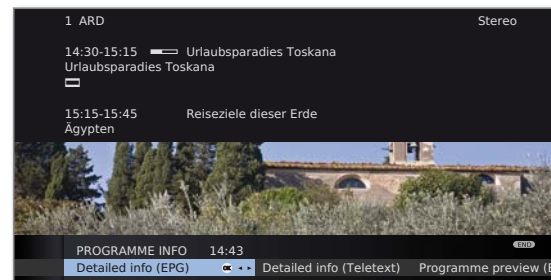 1 ARD Stereo
14:30-15:15 Urlaubsparadies Toskana
Urlaubsparadies Toskana
15:15-15:45 Reiseziele dieser Erde
Ägypten
END
PROGRAMME INFO 14:43
Detailed info (EPG) OK Detailed info (Teletext) Programme preview (E